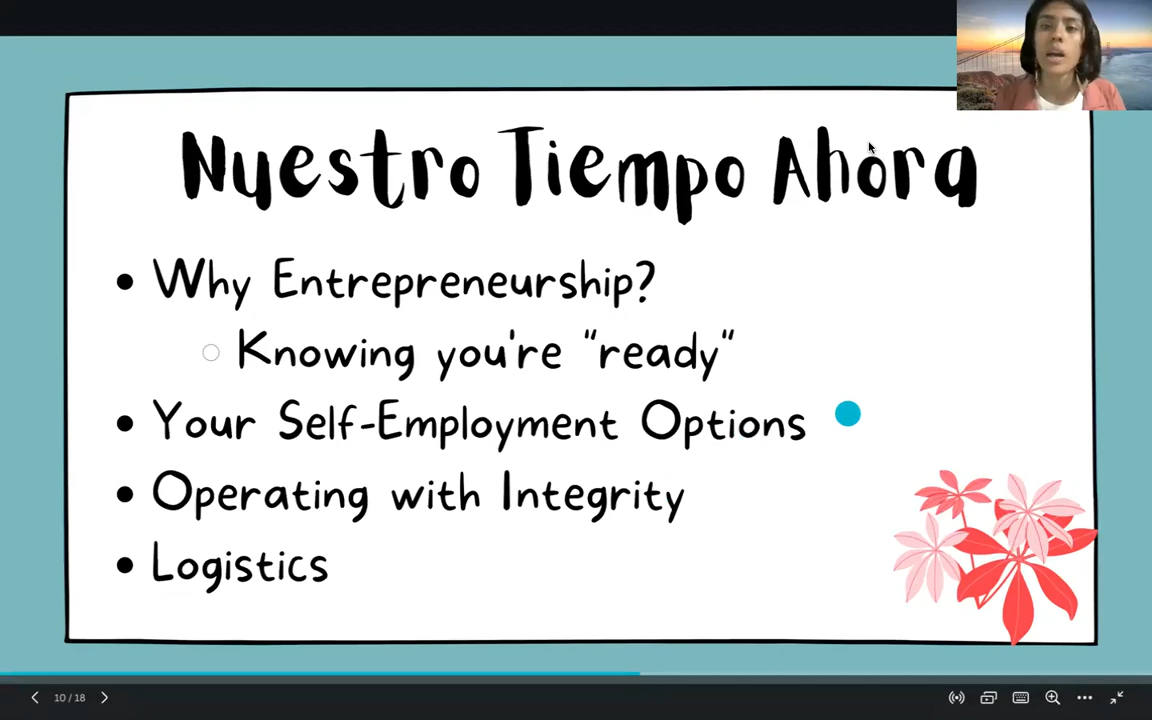 Nuestro Tiempo Ahora
Why Entrepreneurship?
Knowing you're "ready"
Your Self-Employment Options
Operating with Integrity
Logistics
10 / 18